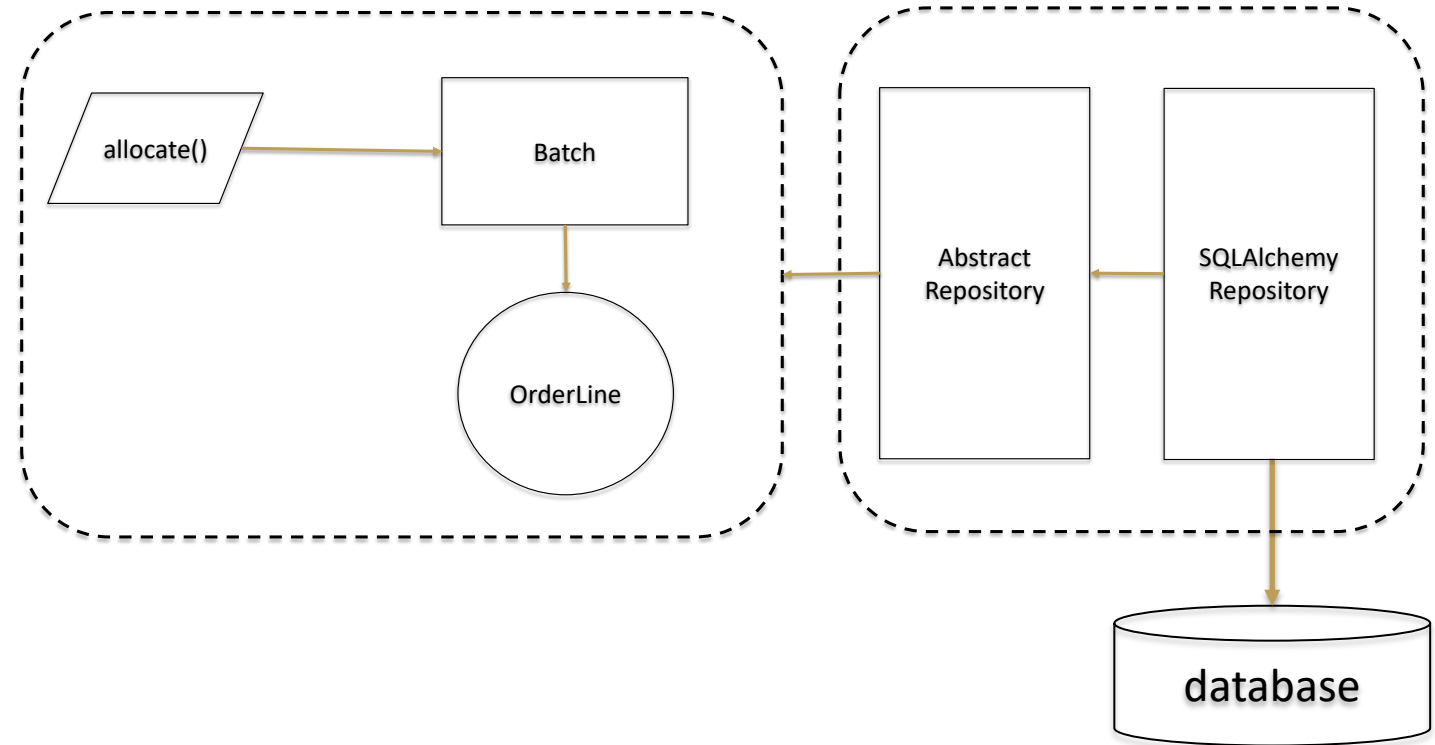 allocate()
Batch
OrderLine
Abstract
Repository
SQLAlchemy
Repository
database